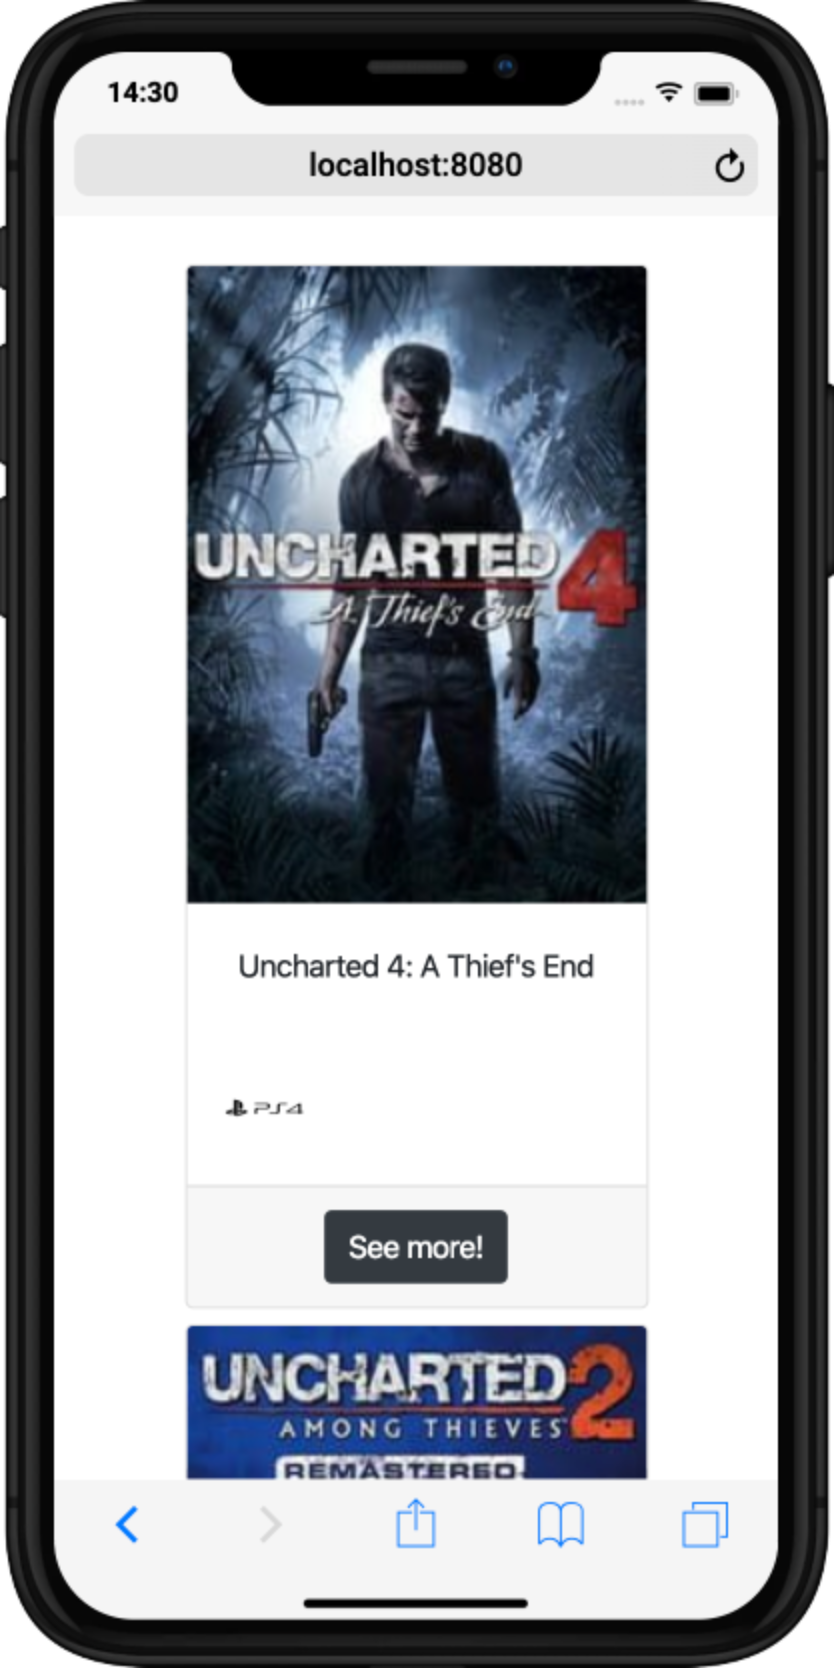 14:30
localhost:8080
UNCHARTED 4
A Thief's End
Uncharted 4: A Thief's End
PS4
See more!
UNCHARTED 2
AMONG THIEVES
REMASTERED